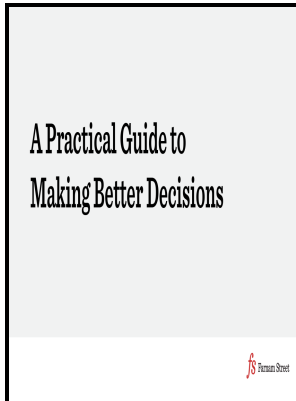 A Practical Guide to
Making Better Decisions
fs Farnam Street